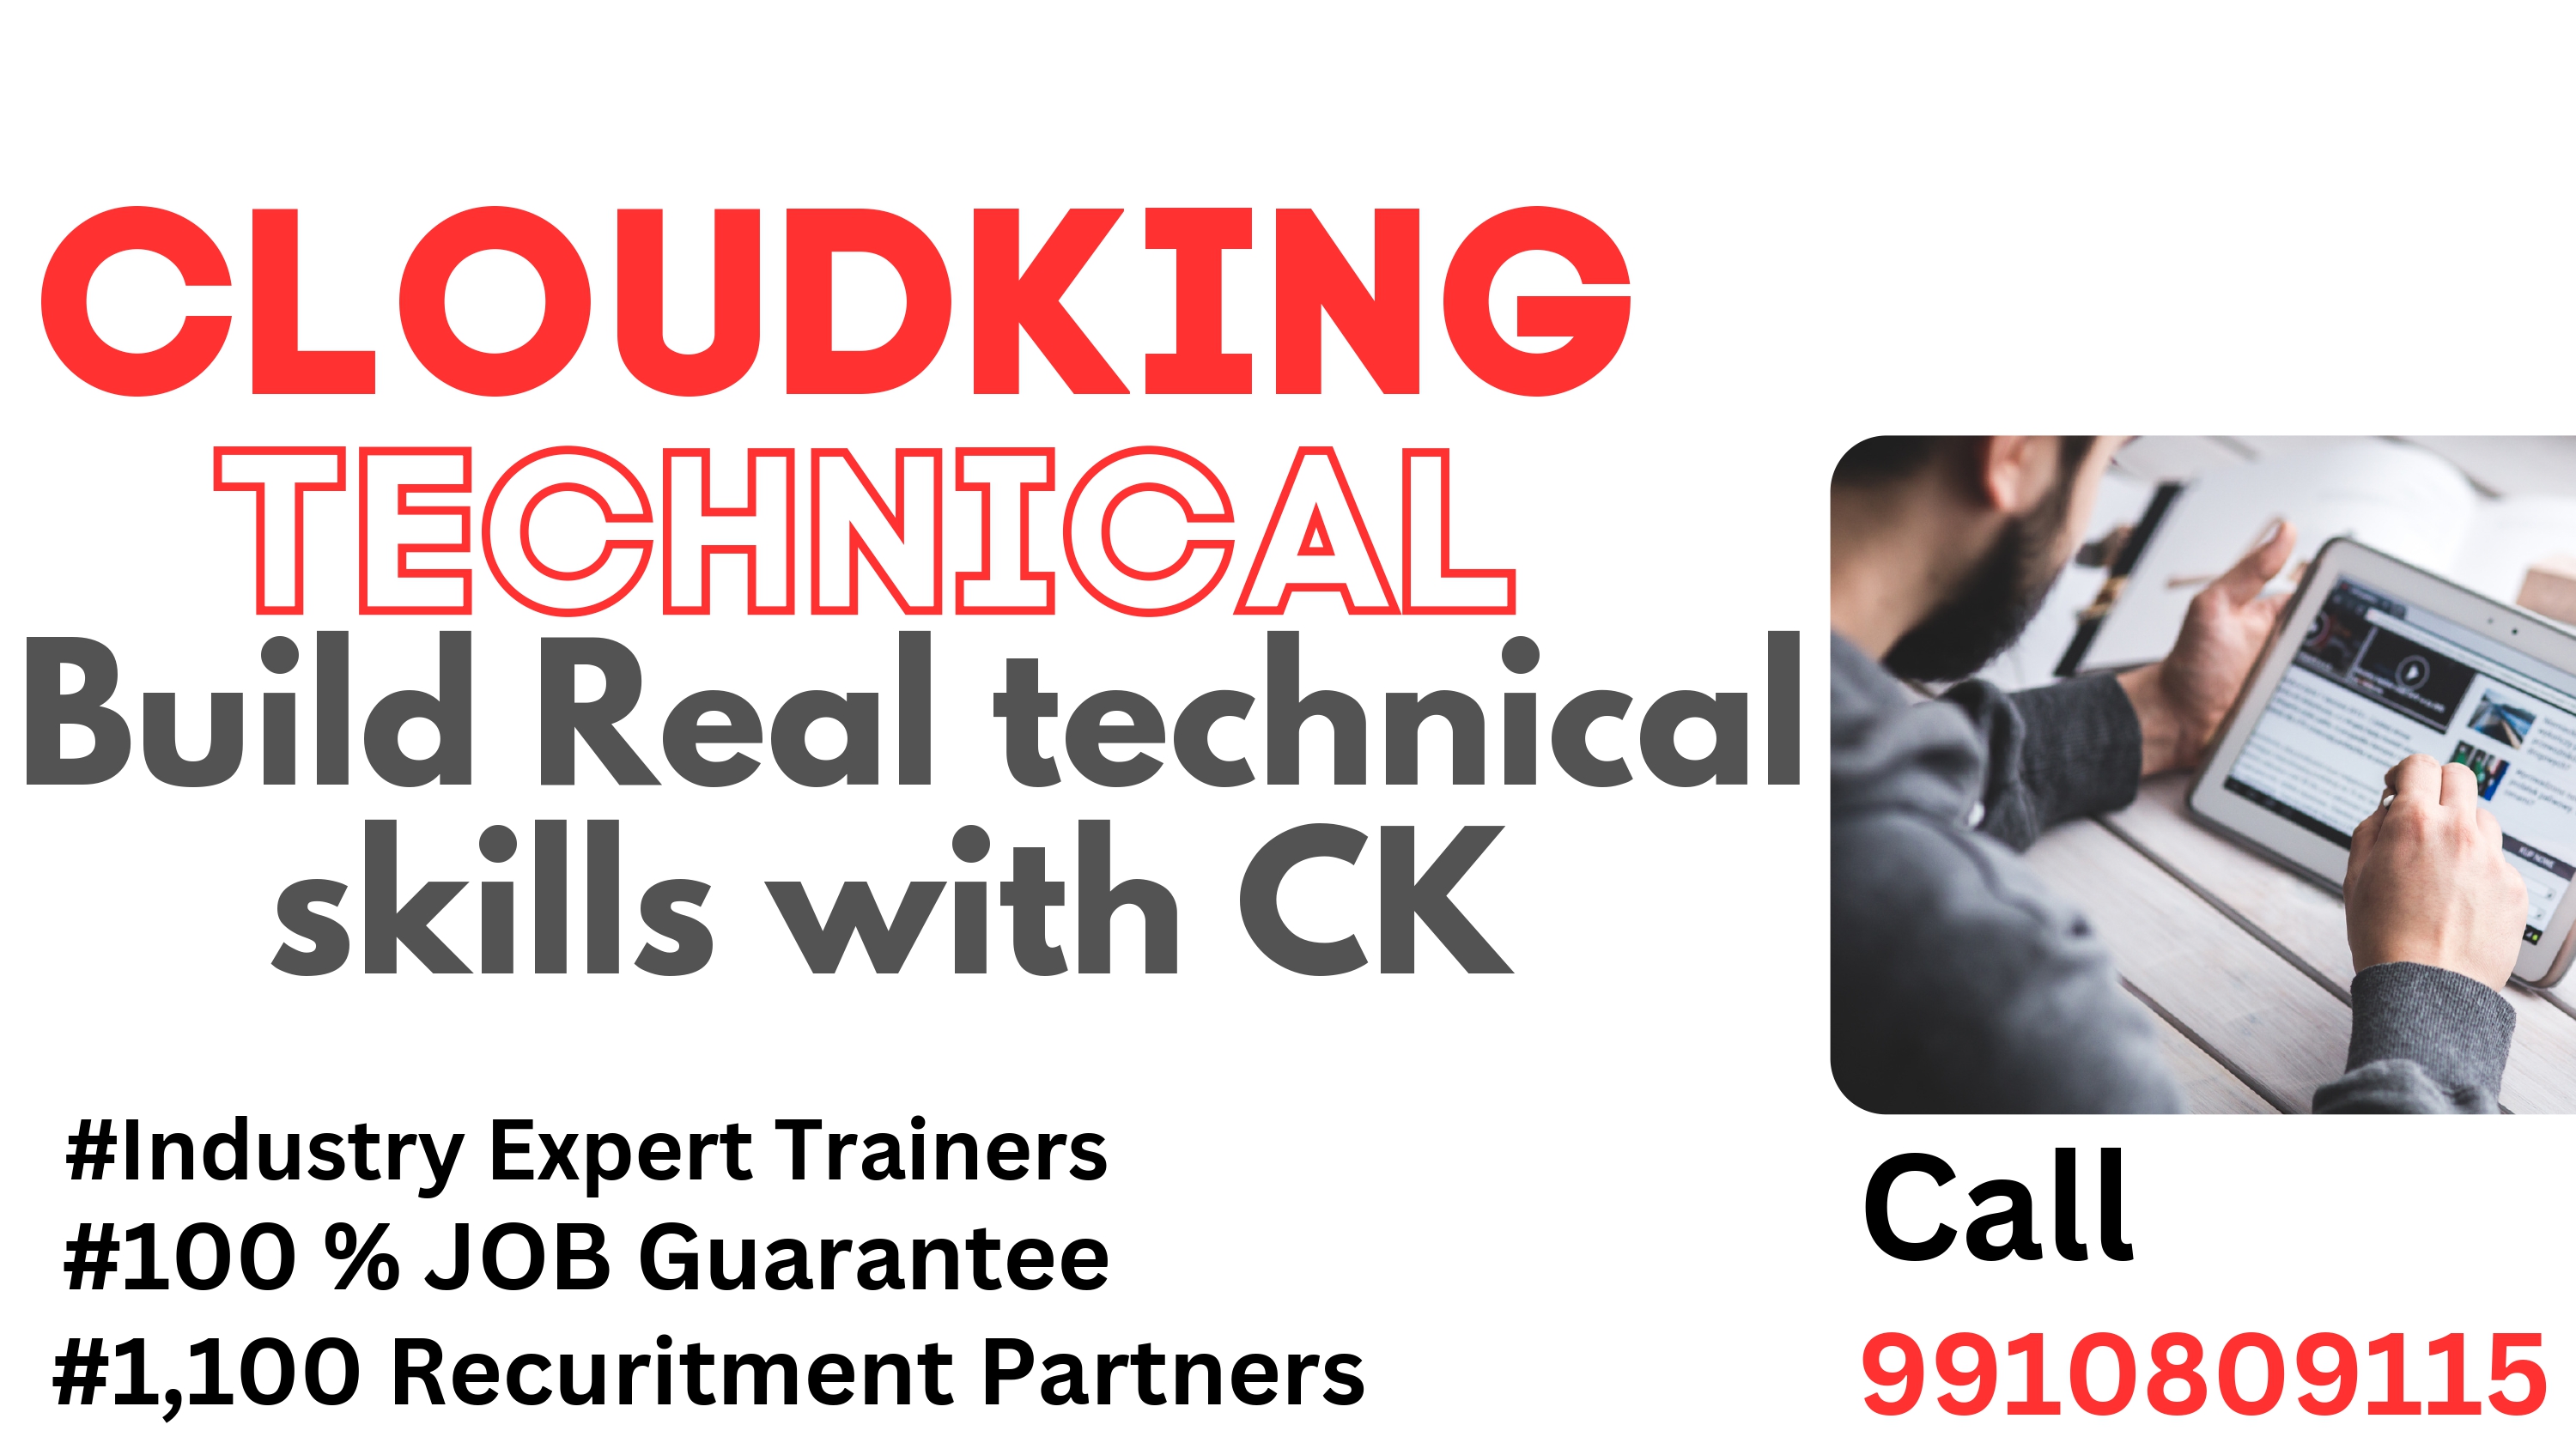 CLOUDKING
TECHNICAL
Build Real technical
skills with CK
#Industry Expert Trainers
#100 % JOB Guarantee
#1,100 Recuritment Partners
Call
9910809115